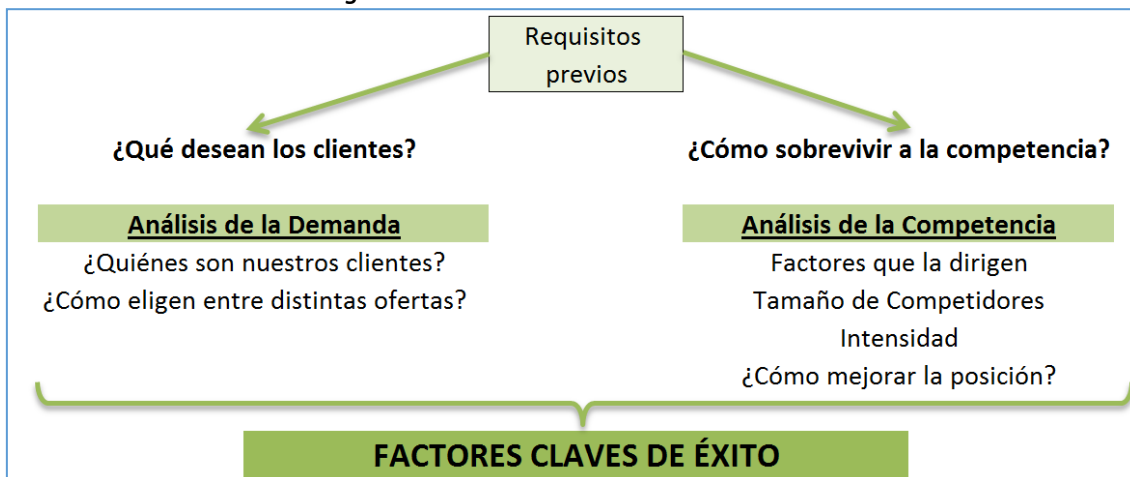 Requisitos
previos
¿Qué desean los clientes?
Análisis de la Demanda
¿Quiénes son nuestros clientes?
¿Cómo eligen entre distintas ofertas?
¿Cómo sobrevivir a la competencia?
Análisis de la Competencia
Factores que la dirigen
Tamaño de Competidores
Intensidad
¿Cómo mejorar la posición?
FACTORES CLAVES DE ÉXITO